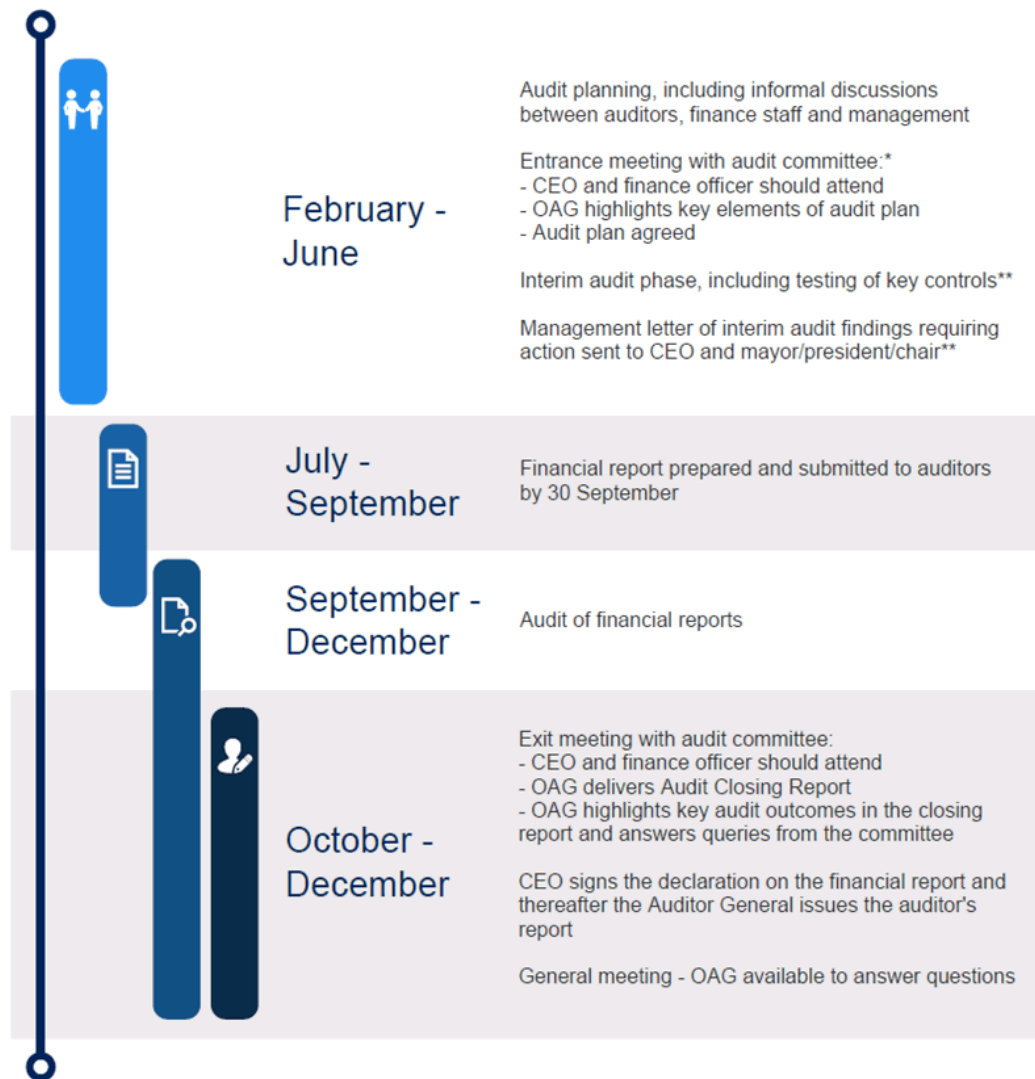 February -
June
Audit planning, including informal discussions
between auditors, finance staff and management
Entrance meeting with audit committee:*
- CEO and finance officer should attend
- OAG highlights key elements of audit plan
- Audit plan agreed
Interim audit phase, including testing of key controls**
Management letter of interim audit findings requiring
action sent to CEO and mayor/president/chair**
July -
September
Financial report prepared and submitted to auditors
by 30 September
September -
December
Audit of financial reports
October -
December
Exit meeting with audit committee:
- CEO and finance officer should attend
- OAG delivers Audit Closing Report
- OAG highlights key audit outcomes in the closing
report and answers queries from the committee
CEO signs the declaration on the financial report and
thereafter the Auditor General issues the auditor's
report
General meeting - OAG available to answer questions